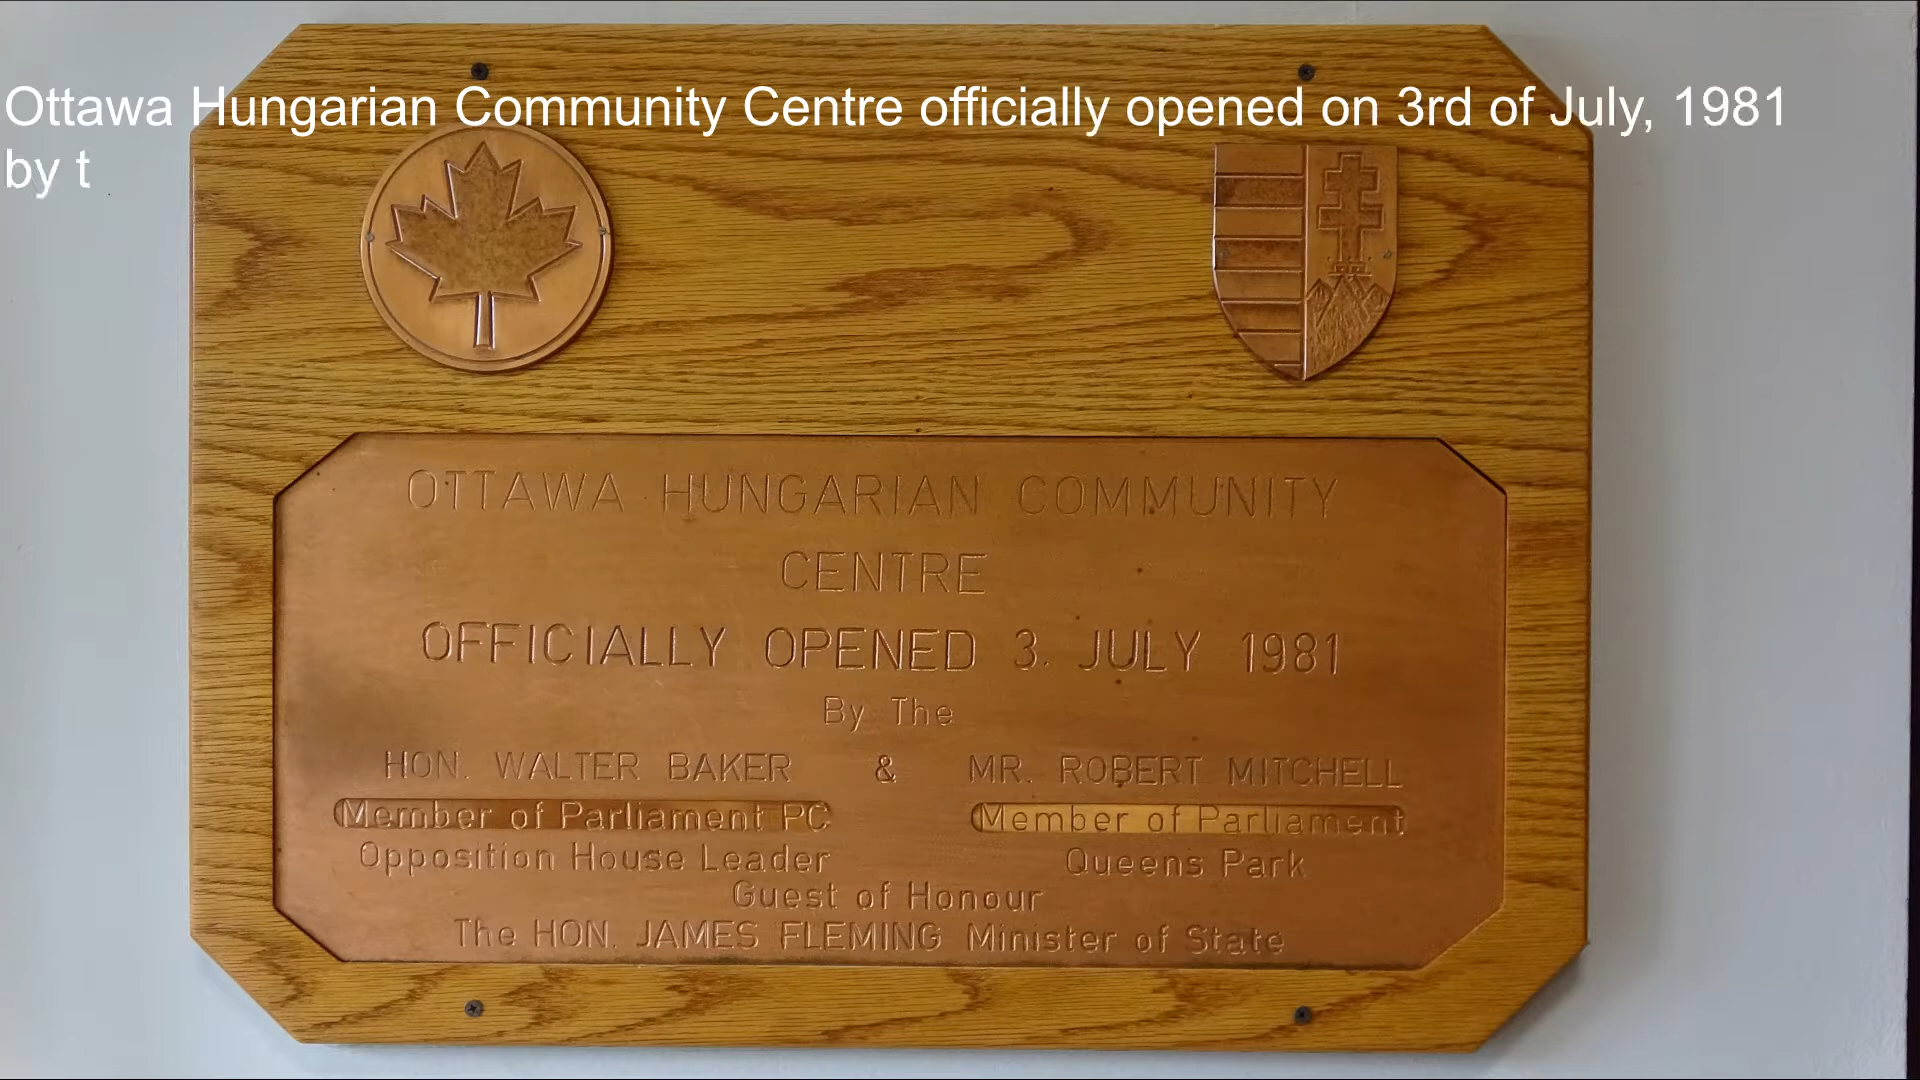 Ottawa Hungarian Community Centre officially opened on 3rd of July, 1981
by t
OTTAWA HUNGARIAN COMMUNITY
CENTRE
OFFICIALLY OPENED 3. JULY 1981
By The
HON. WALTER BAKER & MR. ROBERT MITCHELL
Member of Parliament PC Member of Parliament
Opposition House Leader Queens Park
Guest of Honour
The HON. JAMES FLEMING Minister of State